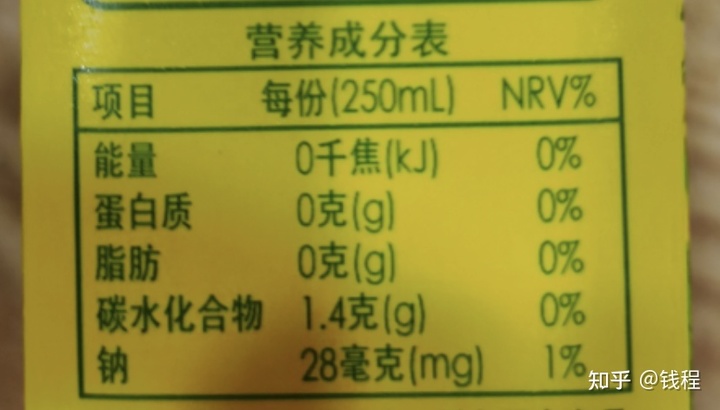 营养成分表
项目 每份(250mL) NRV%
能量 0千焦(kJ) 0%
蛋白质 0克(g) 0%
脂肪 0克(g) 0%
碳水化合物 1.4克(g) 0%
钠 28毫克(mg) 1%
知乎 @钱程